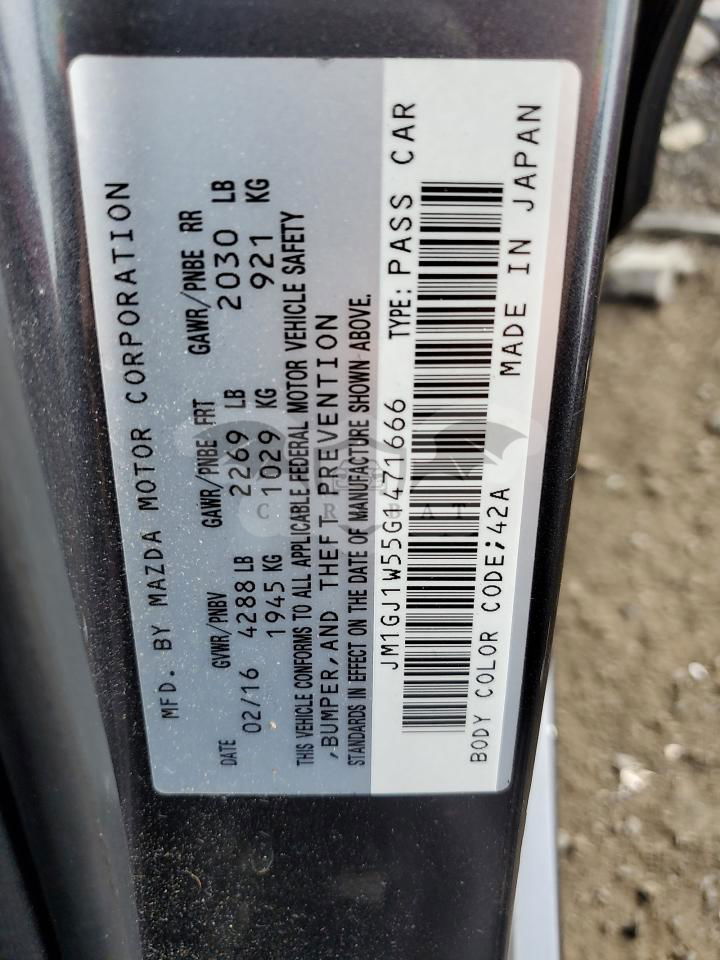 MFD. BY MAZDA MOTOR CORPORATION
DATE GVWR/PNBV GAWR/PNBE FRT GAWR/PNBE RR
02/16 4288 LB 2269 LB 2030 LB
1945 KG 1029 KG 921 KG
THIS VEHICLE CONFORMS TO ALL APPLICABLE FEDERAL MOTOR VEHICLE SAFETY
,BUMPER,AND THEFT PREVENTION
STANDARDS IN EFFECT ON THE DATE OF MANUFACTURE SHOWN ABOVE.
JM1GJ1W55G1471666 TYPE: PASS CAR
BODY COLOR CODE;42A MADE IN JAPAN